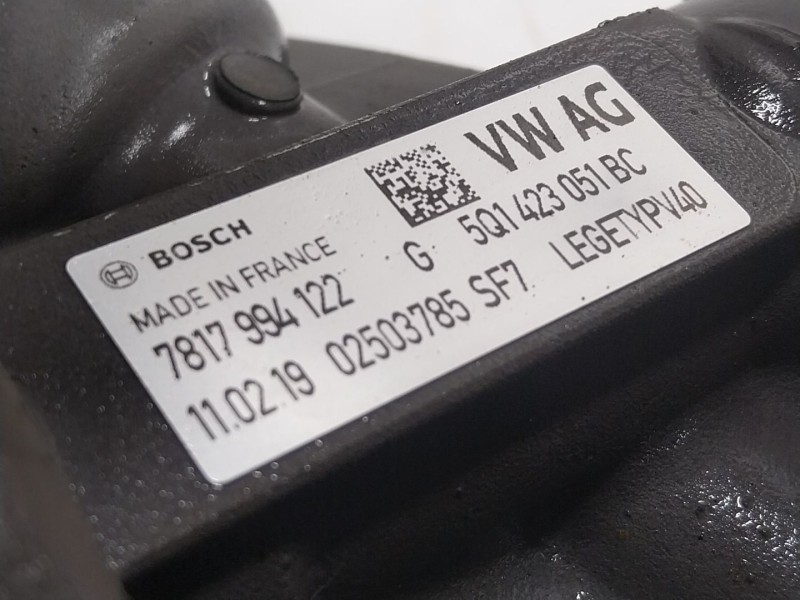 BOSCH
VW AG
MADE IN FRANCE
G
5Q1 423 051 BC
7817 994 122
11.02.19 02503785 SF7 LEGETYPV40